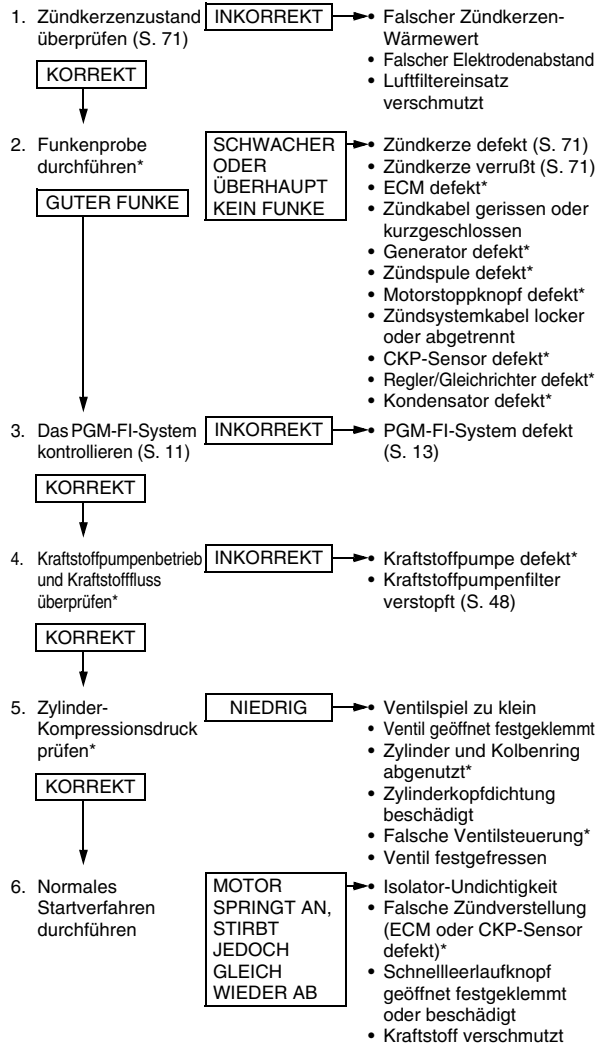 1. Zündkerzenzustand
überprüfen (S. 71)
INKORREKT
• Falscher Zündkerzen-
Wärmewert
• Falscher Elektrodenabstand
• Luftfiltereinsatz
verschmutzt
KORREKT
2. Funkenprobe
durchführen*
GUTER FUNKE
SCHWACHER
ODER
ÜBERHAUPT
KEIN FUNKE
• Zündkerze defekt (S. 71)
• Zündkerze verrußt (S. 71)
• ECM defekt*
• Zündkabel gerissen oder
kurzgeschlossen
• Generator defekt*
• Zündspule defekt*
• Motorstoppknopf defekt*
• Zündsystemkabel locker
oder abgetrennt
• CKP-Sensor defekt*
• Regler/Gleichrichter defekt*
• Kondensator defekt*
3. Das PGM-FI-System
kontrollieren (S. 11)
INKORREKT
• PGM-FI-System defekt
(S. 13)
KORREKT
4. Kraftstoffpumpenbetrieb
und Kraftstofffluss
überprüfen*
INKORREKT
• Kraftstoffpumpe defekt*
• Kraftstoffpumpenfilter
verstopft (S. 48)
KORREKT
5. Zylinder-
Kompressionsdruck
prüfen*
NIEDRIG
• Ventilspiel zu klein
• Ventil geöffnet festgeklemmt
• Zylinder und Kolbenring
abgenutzt*
• Zylinderkopfdichtung
beschädigt
• Falsche Ventilsteuerung*
• Ventil festgefressen
KORREKT
6. Normales
Startverfahren
durchführen
MOTOR
SPRINGT AN,
STIRBT
JEDOCH
GLEICH
WIEDER AB
• Isolator-Undichtigkeit
• Falsche Zündverstellung
(ECM oder CKP-Sensor
defekt)*
• Schnellleerlaufknopf
geöffnet festgeklemmt
oder beschädigt
• Kraftstoff verschmutzt